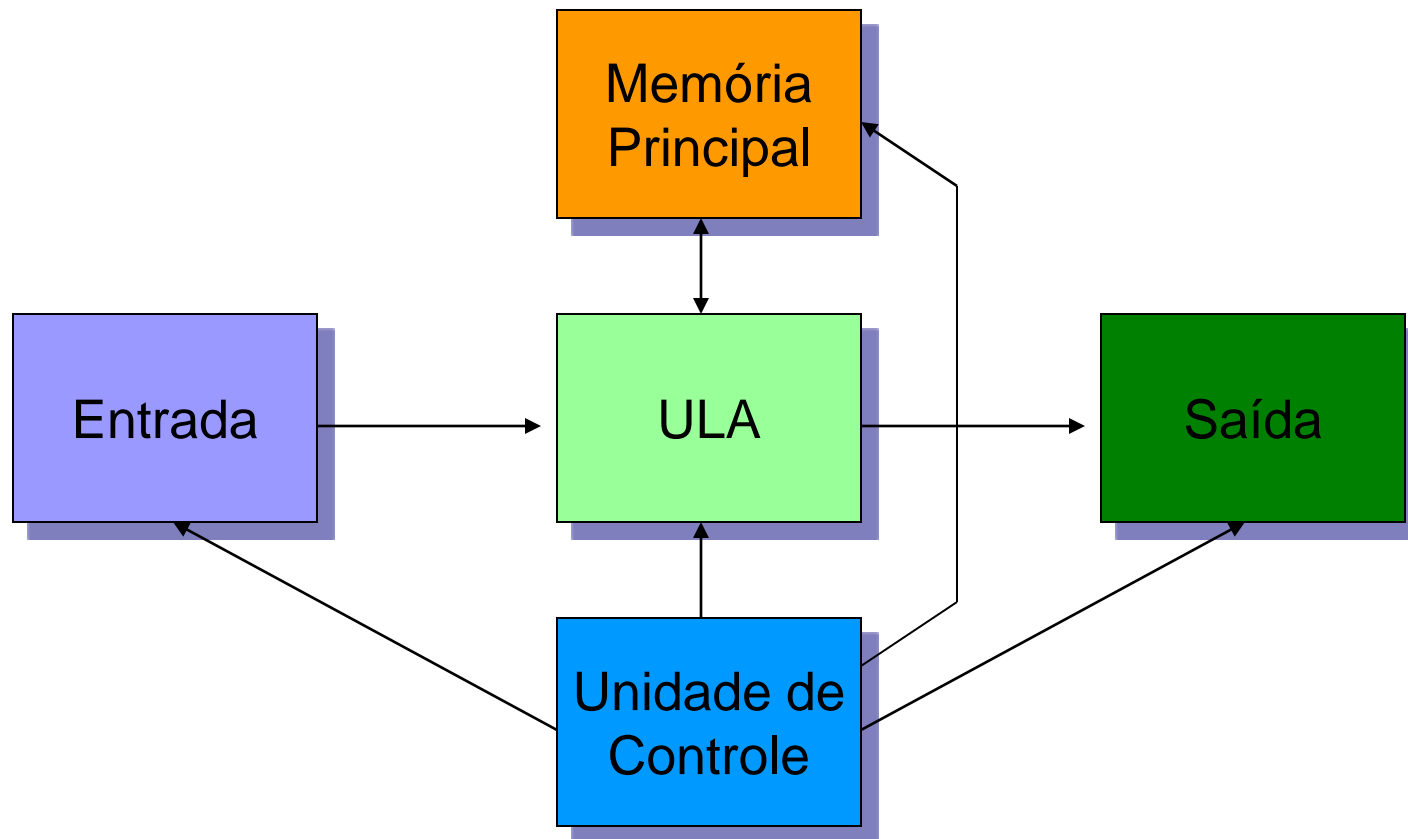 Memória
Principal
Entrada
ULA
Saída
Unidade de
Controle